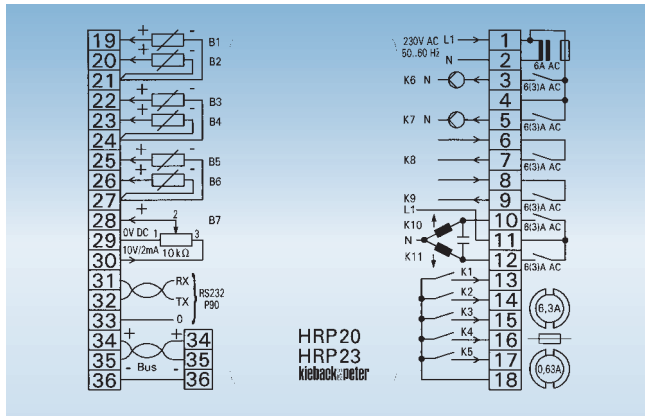 19 + - B1
20 + - B2
21
22 + - B3
23 + - B4
24
25 + - B5
26 + - B6
27
28 + 2 B7
29 0V DC 1 3
30 10V/2mA 10 kΩ
31 RX
32 TX
RS232
P90
33 0
34 + + 34
35 - Bus - 35
36 36
230V AC L1 1
50..60 Hz N 2 6A AC
K6 N 3 6(3)A AC
4
K7 N 5 6(3)A AC
6
K8 7 6(3)A AC
8
K9 9 6(3)A AC
L1
K10 10 6(3)A AC
N 11
K11 12 6(3)A AC
K1 13
K2 14
K3 15
K4 16
K5 17
18
6,3A
0,63A
HRP20
HRP23
kieback peter